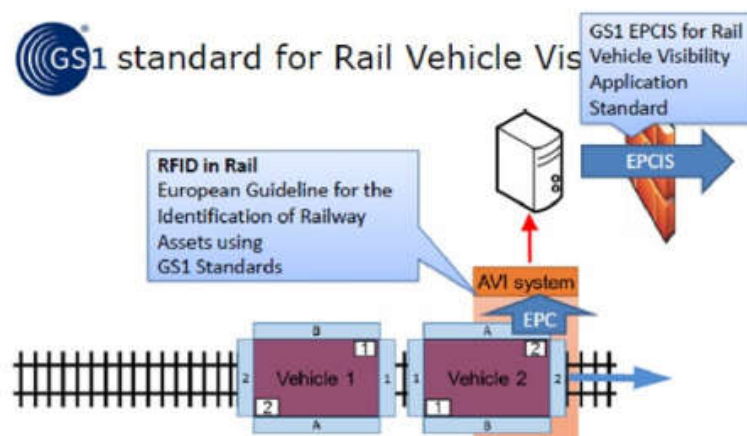 GS1 standard for Rail Vehicle Vis
GS1 EPCIS for Rail
Vehicle Visibility
Application
Standard
EPCIS
RFID in Rail
European Guideline for the
Identification of Railway
Assets using
GS1 Standards
AVI system
EPC
B
A
1
2
2
Vehicle 1
1
1
Vehicle 2
2
2
1
A
B